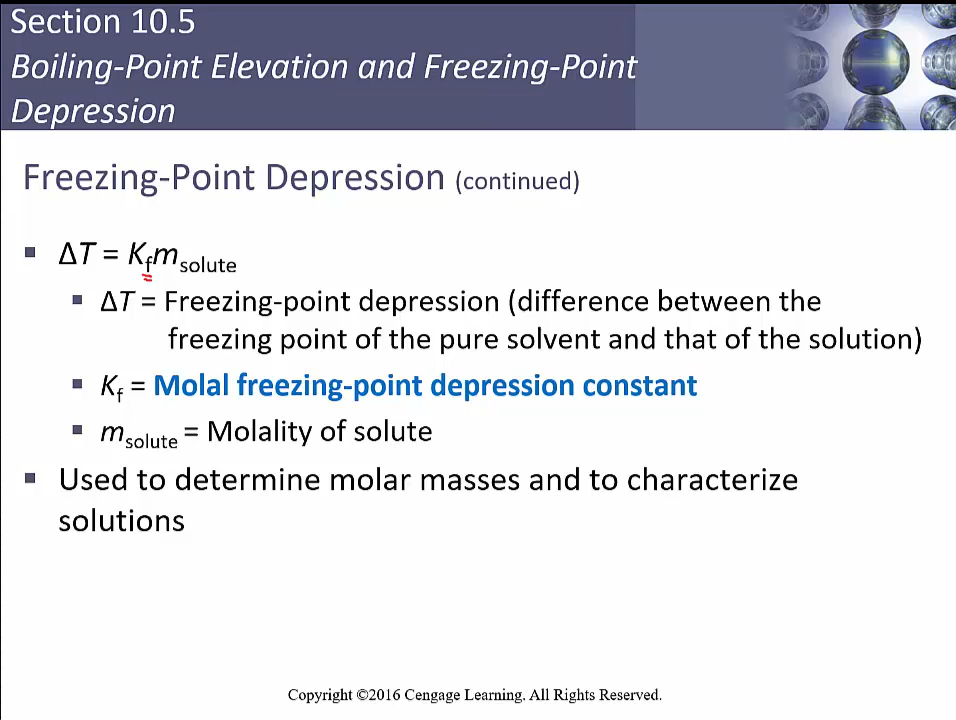 Section 10.5
Boiling-Point Elevation and Freezing-Point
Depression
Freezing-Point Depression (continued)
▪ ΔT = Kfmsolute
▪ ΔT = Freezing-point depression (difference between the
freezing point of the pure solvent and that of the solution)
▪ Kf = Molal freezing-point depression constant
▪ msolute = Molality of solute
▪ Used to determine molar masses and to characterize
solutions
Copyright ©2016 Cengage Learning. All Rights Reserved.